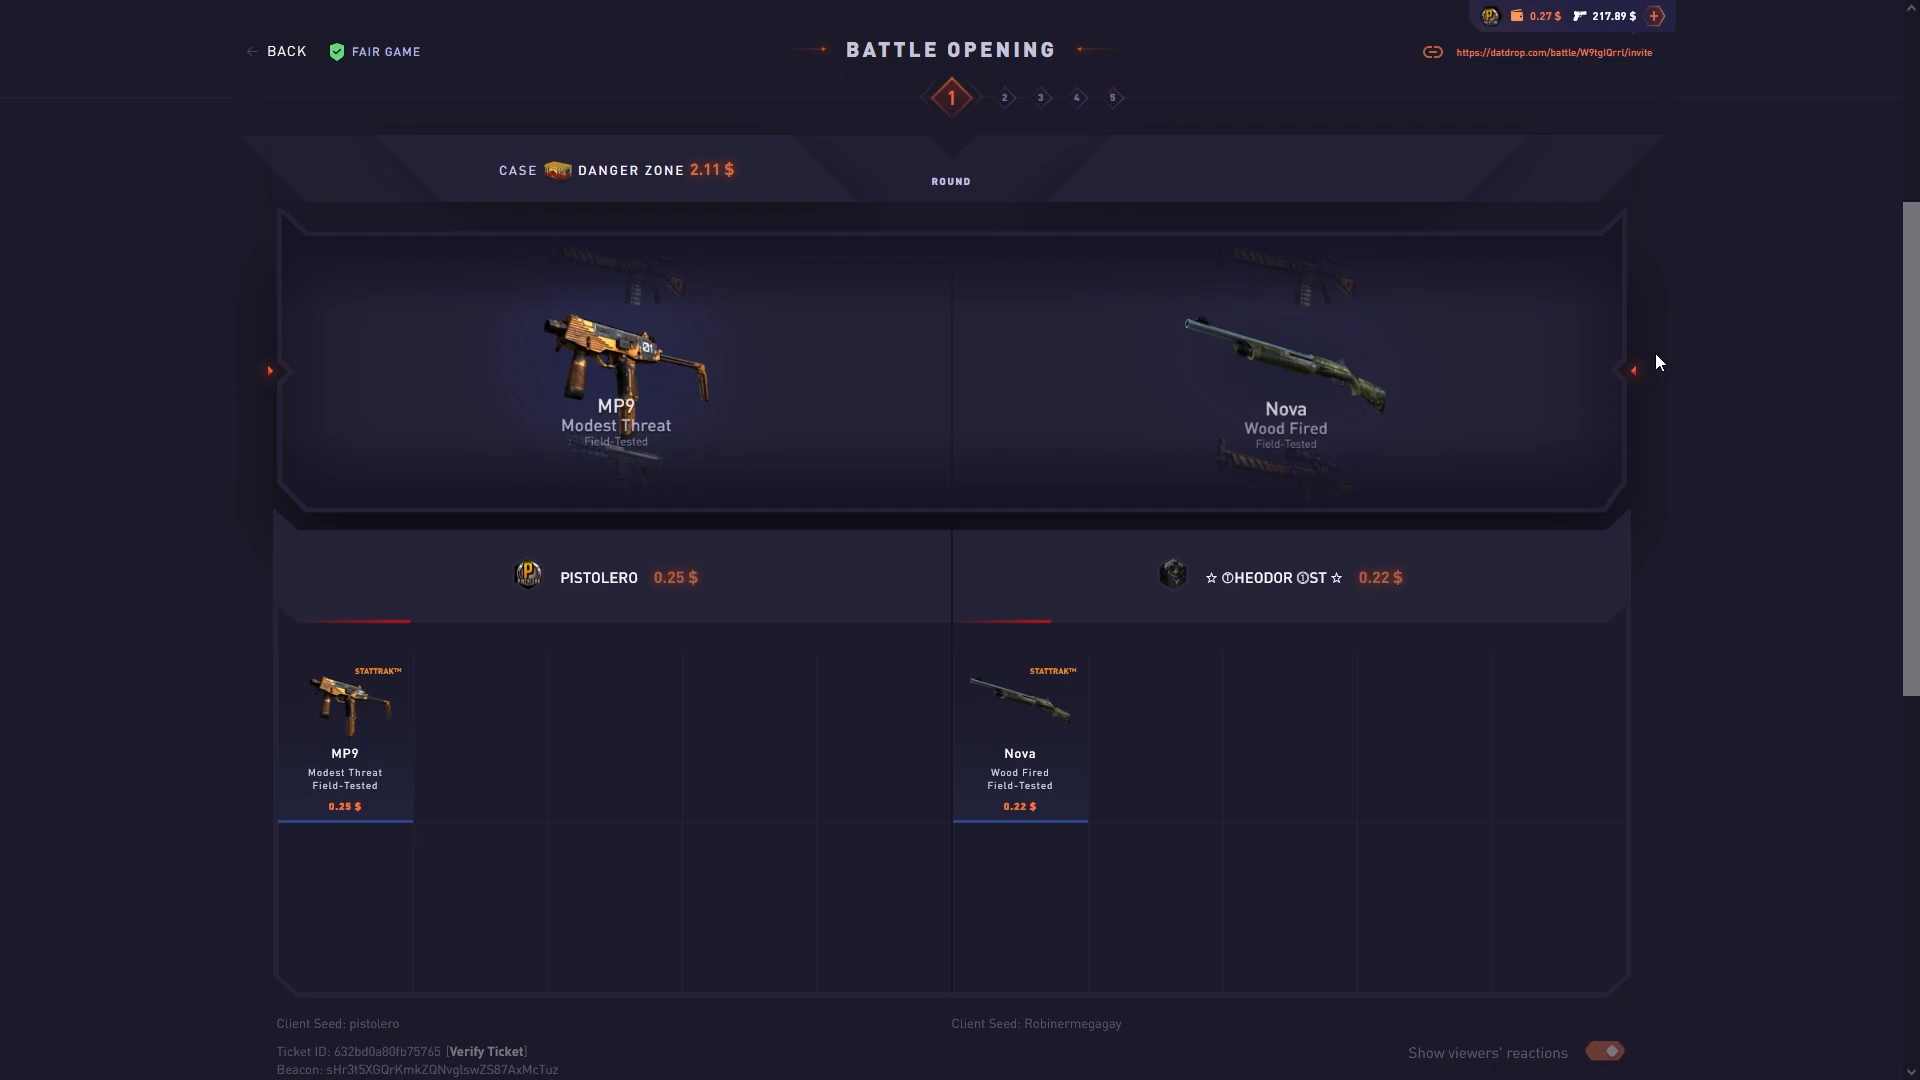 0.27 $ 217.89 $
BACK FAIR GAME
BATTLE OPENING
https://datdrop.com/battle/W9tgIQrrl/invite
1 2 3 4 5
CASE DANGER ZONE 2.11 $
ROUND
MP9
Modest Threat
Field-Tested
Nova
Wood Fired
Field-Tested
PISTOLERO 0.25 $
☆ ⓉHEODOR ①ST ☆ 0.22 $
STATTRAK™
MP9
Modest Threat
Field-Tested
0.25 $
STATTRAK™
Nova
Wood Fired
Field-Tested
0.22 $
Client Seed: pistolero
Client Seed: Robinermegagay
Ticket ID: 632bd0a80fb75765 [Verify Ticket]
Beacon: sHr3t5XGQrKmkZQNvglswZS87AxMcTuz
Show viewers' reactions